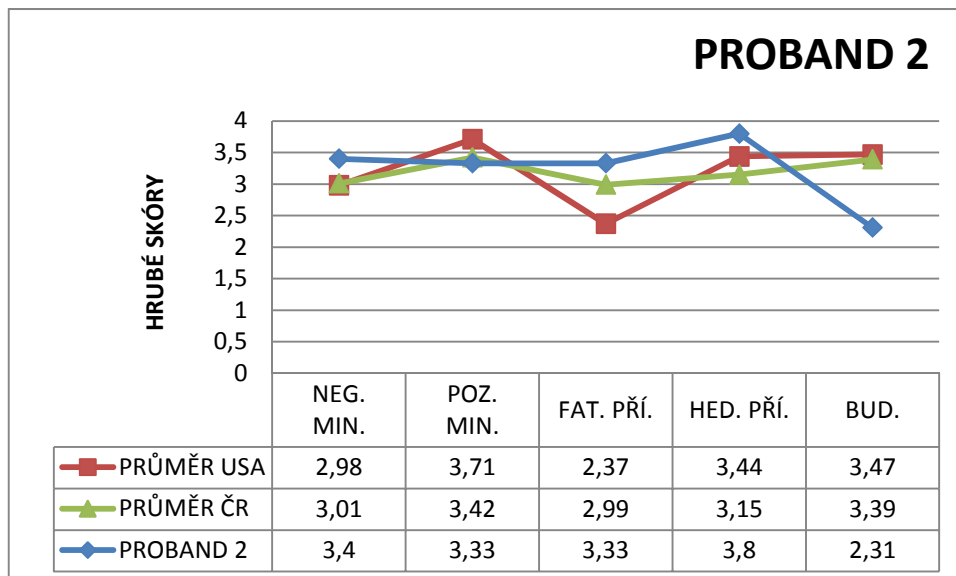 PROBAND 2
HRUBÉ SKÓRY
4
3,5
3
2,5
2
1,5
1
0,5
0
NEG. MIN.
POZ. MIN.
FAT. PŘÍ.
HED. PŘÍ.
BUD.
PRŮMĚR USA 2,98 3,71 2,37 3,44 3,47
PRŮMĚR ČR 3,01 3,42 2,99 3,15 3,39
PROBAND 2 3,4 3,33 3,33 3,8 2,31